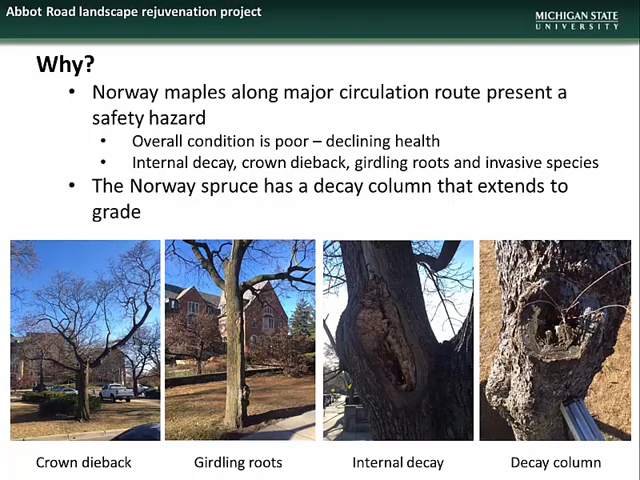 Abbot Road landscape rejuvenation project
MICHIGAN STATE
UNIVERSITY
Why?
• Norway maples along major circulation route present a
safety hazard
• Overall condition is poor – declining health
• Internal decay, crown dieback, girdling roots and invasive species
• The Norway spruce has a decay column that extends to
grade
Crown dieback
Girdling roots
Internal decay
Decay column